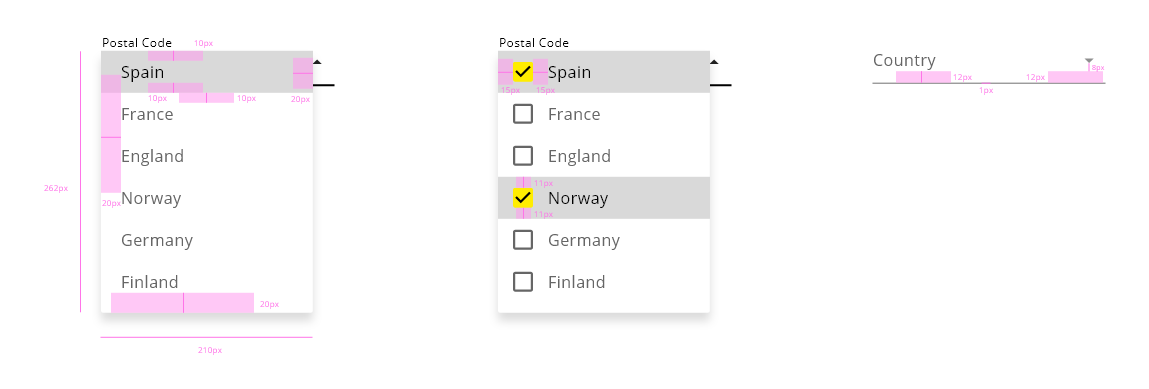 Postal Code
10px
Spain
10px
10px
20px
France
England
262px
Norway
20px
Germany
Finland
20px
210px
Postal Code
Spain
15px
15px
France
England
11px
Norway
11px
Germany
Finland
Country
8px
12px
12px
1px